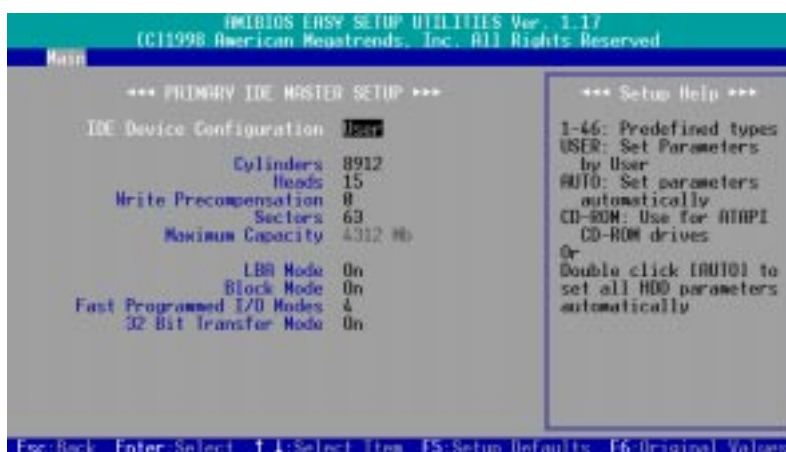 AMIBIOS EASY SETUP UTILITIES Ver. 1.17
(C)1998 American Megatrends, Inc. All Rights Reserved
Main
*** PRIMARY IDE MASTER SETUP ***
IDE Device Configuration User
Cylinders 8912
Heads 15
Write Precompensation 0
Sectors 63
Maximum Capacity 4312 Mb
LBA Mode On
Block Mode On
Fast Programmed I/O Modes 4
32 Bit Transfer Mode On
*** Setup Help ***
1-46: Predefined types
USER: Set Parameters
by User
AUTO: Set parameters
automatically
CD-ROM: Use for ATAPI
CD-ROM drives
Or
Double click [AUTO] to
set all HDD parameters
automatically
Esc:Back Enter:Select ↑↓:Select Item F5:Setup Defaults F6:Original Values